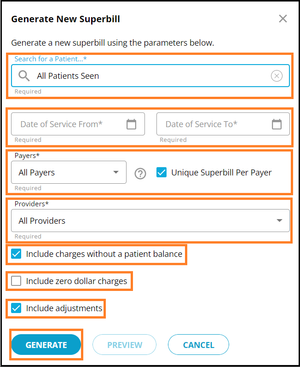 Generate New Superbill
Generate a new superbill using the parameters below.
Search for a Patient...*
All Patients Seen
Required
Date of Service From* Date of Service To*
Required Required
Payers*
All Payers Unique Superbill Per Payer
Required
Providers*
All Providers
Required
Include charges without a patient balance
Include zero dollar charges
Include adjustments
GENERATE PREVIEW CANCEL